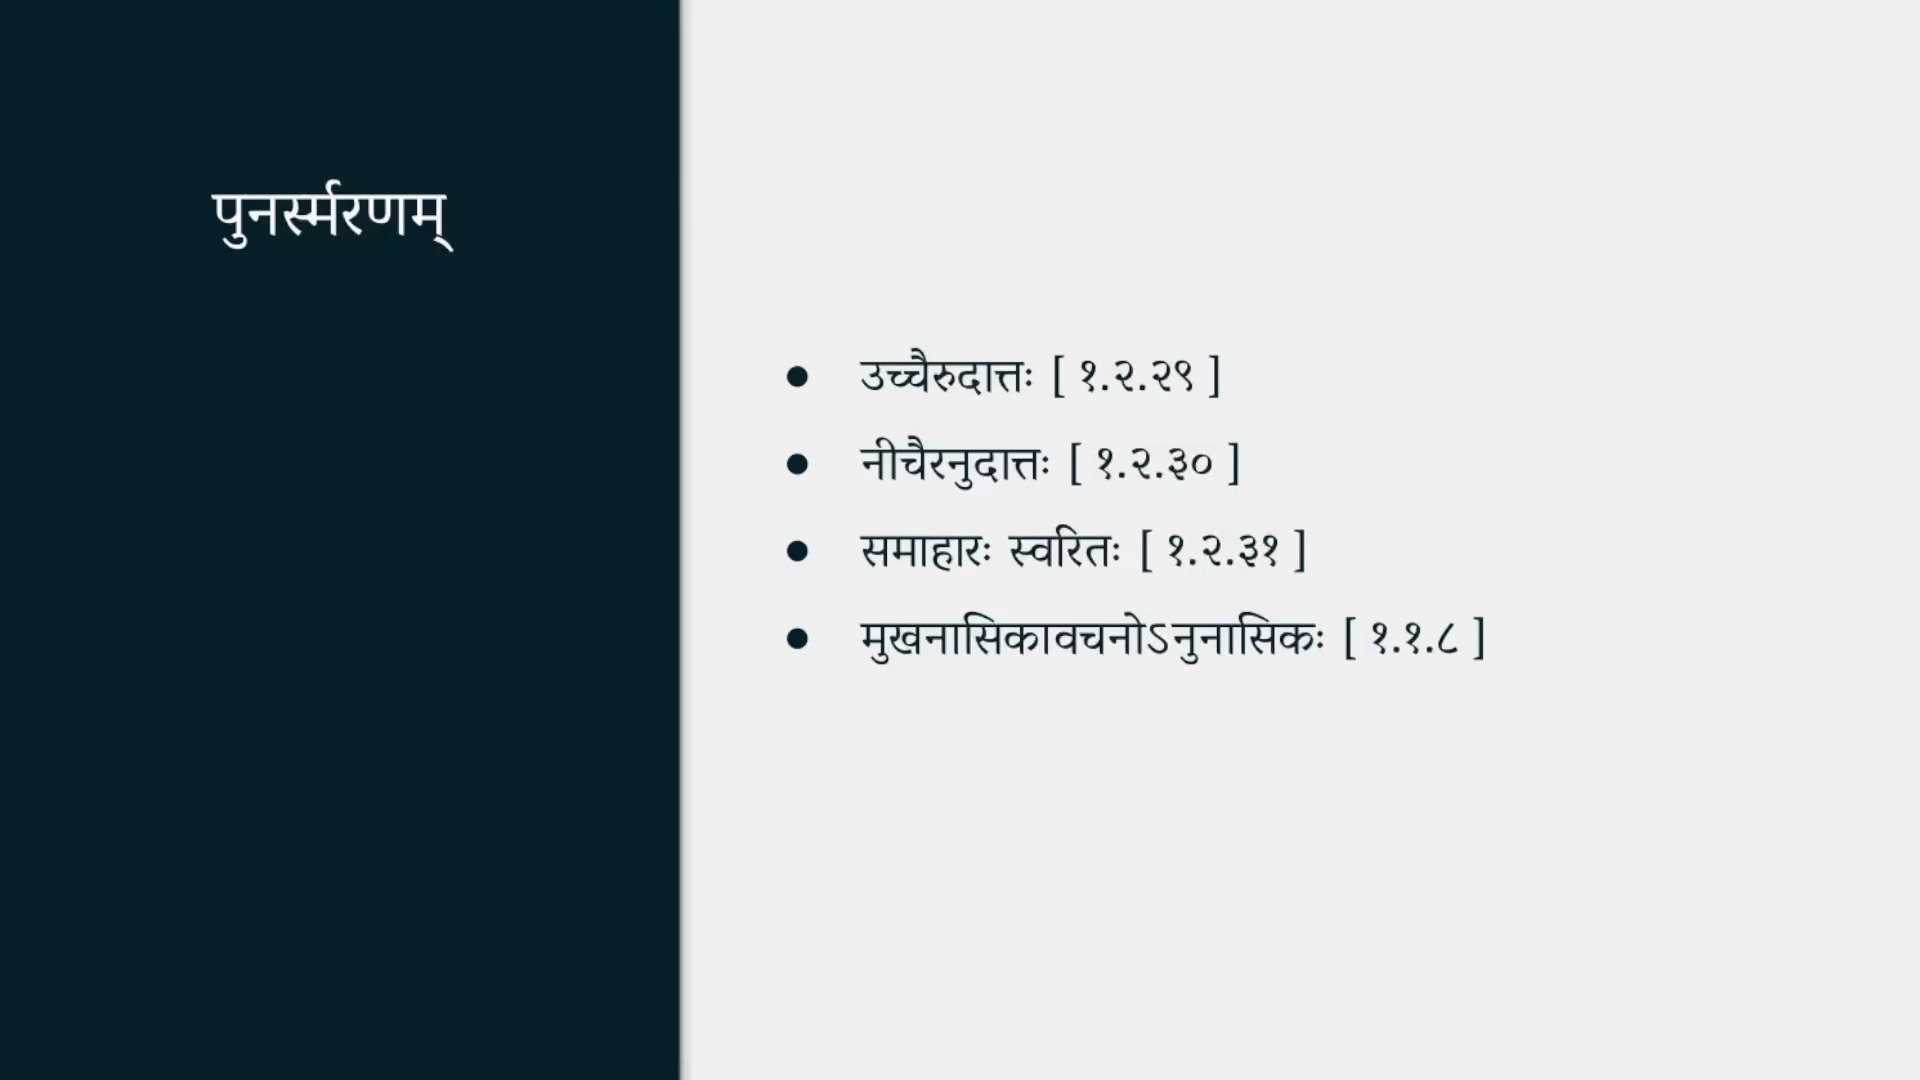 पुनर्स्मरणम्
● उच्चैरुदात्तः [ १.२.२९ ]
● नीचैरनुदात्तः [ १.२.३० ]
● समाहारः स्वरितः [ १.२.३१ ]
● मुखनासिकावचनोऽनुनासिकः [ १.१.८ ]